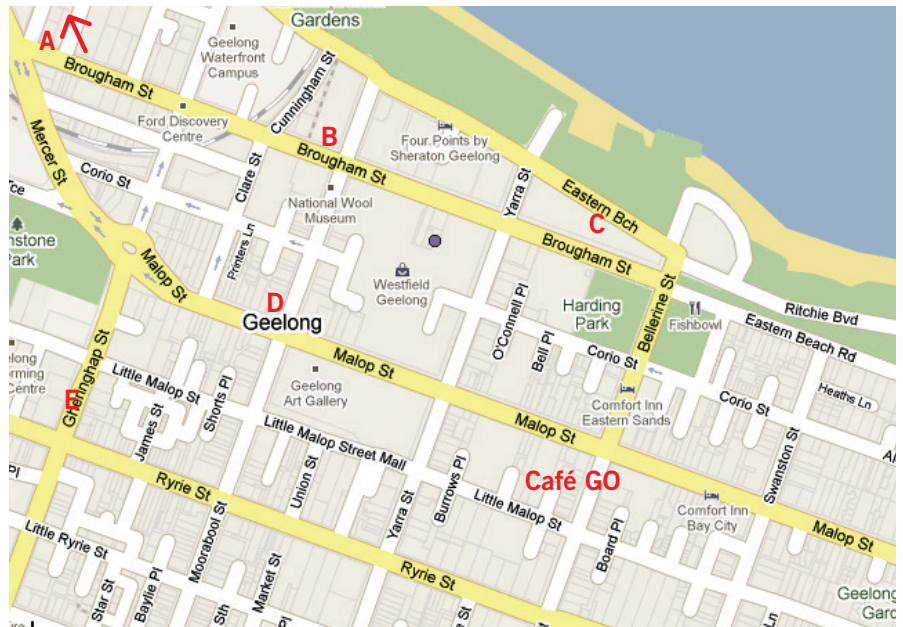 Gardens
A
Geelong
Waterfront
Campus
Cunningham St
Brougham St
Ford Discovery
Centre
B
Brougham St
Four Points by
Sheraton Geelong
Mercer St
Corio St
Clare St
National Wool
Museum
Yarra St
Eastern Bch
C
Brougham St
Printers Ln
Park
Malop St
Westfield
Geelong
D
Geelong
O'Connell Pl
Harding
Park
Bellerine St
Fishbowl
Ritchie Bvd
Eastern Beach Rd
Bell Pl
Corio St
Gheringhap St
Little Malop St
Shorts Pl
Malop St
Geelong
Art Gallery
Comfort Inn
Eastern Sands
Corio St
Heaths Ln
E
Centre
James St
Little Malop Street Mall
Malop St
Swanston St
Café GO
Ryrie St
Union St
Yarra St
Burrows Pl
Little Malop St
Comfort Inn
Bay City
Malop St
Pl
Little Ryrie St
Moorabool St
Board Pl
Ryrie St
Star St
Baylie Pl
Sth
Market St
Geelong
Ln